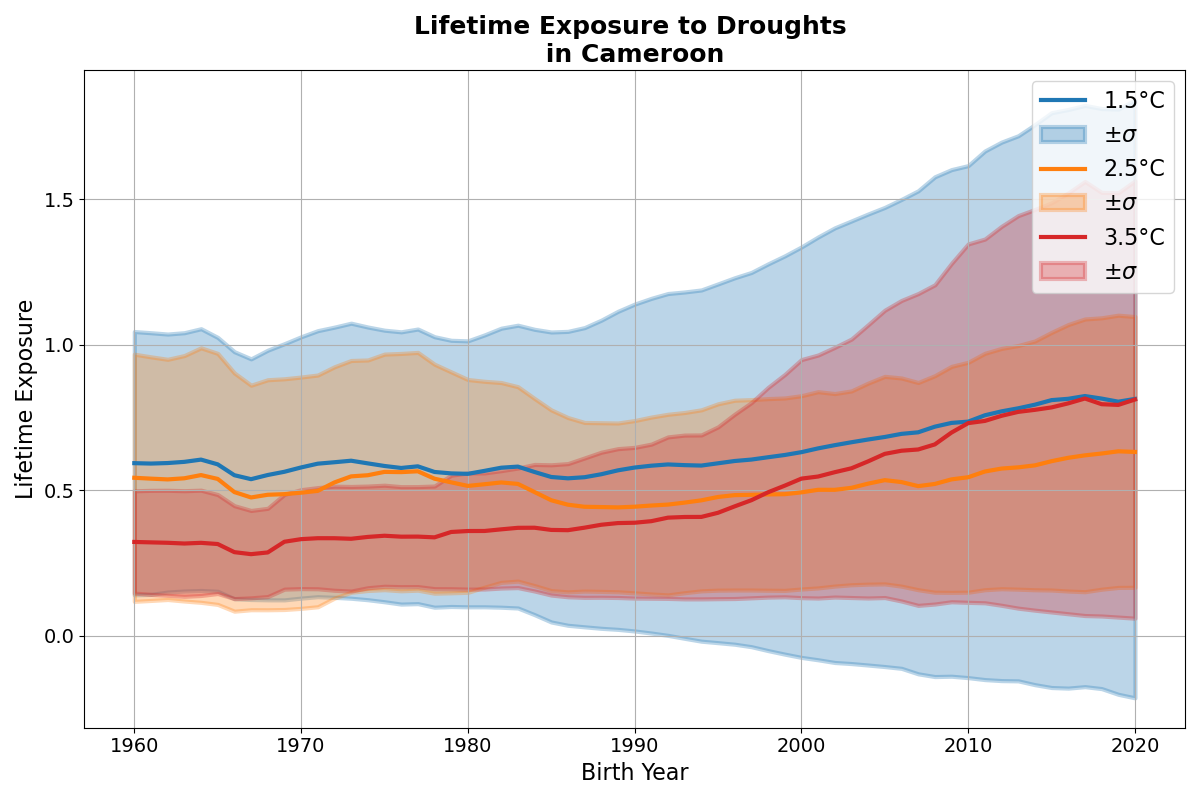 Lifetime Exposure to Droughts
in Cameroon
Lifetime Exposure
1.5
1.0
0.5
0.0
1960 1970 1980 1990 2000 2010 2020
Birth Year
1.5°C
±σ
2.5°C
±σ
3.5°C
±σ